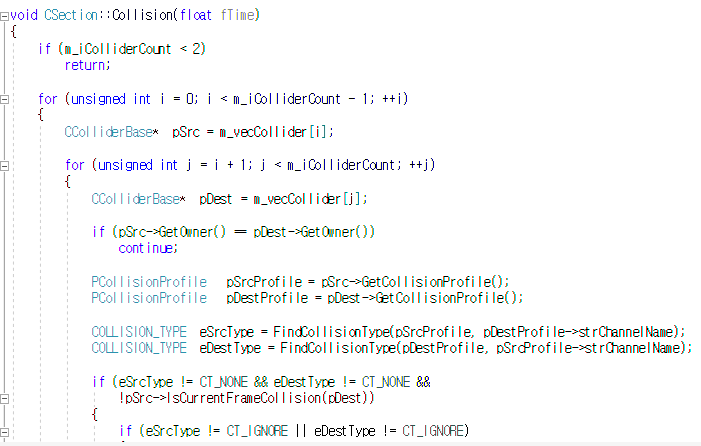 void CSection::Collision(float fTime)
{
if (m_iColliderCount < 2)
return;
for (unsigned int i = 0; i < m_iColliderCount - 1; ++i)
{
CColliderBase* pSrc = m_vecCollider[i];
for (unsigned int j = i + 1; j < m_iColliderCount; ++j)
{
CColliderBase* pDest = m_vecCollider[j];
if (pSrc->GetOwner() == pDest->GetOwner())
continue;
PCollisionProfile pSrcProfile = pSrc->GetCollisionProfile();
PCollisionProfile pDestProfile = pDest->GetCollisionProfile();
COLLISION_TYPE eSrcType = FindCollisionType(pSrcProfile, pDestProfile->strChannelName);
COLLISION_TYPE eDestType = FindCollisionType(pDestProfile, pSrcProfile->strChannelName);
if (eSrcType != CT_NONE && eDestType != CT_NONE &&
!pSrc->IsCurrentFrameCollision(pDest))
{
if (eSrcType != CT_IGNORE || eDestType != CT_IGNORE)